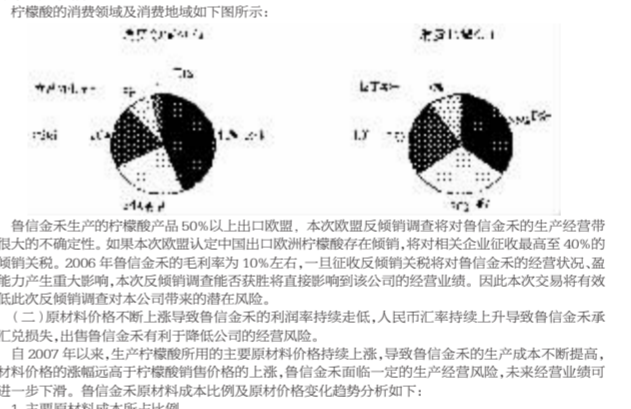 柠檬酸的消费领域及消费地域如下图所示：
鲁信金禾生产的柠檬酸产品50%以上出口欧盟，本次欧盟反倾销调查将对鲁信金禾的生产经营带
很大的不确定性。如果本次欧盟认定中国出口欧洲柠檬酸存在倾销,将对相关企业征收最高至40%的
倾销关税。2006年鲁信金禾的毛利率为10%左右,一旦征收反倾销关税将对鲁信金禾的经营状况、盈
能力产生重大影响,本次反倾销调查能否获胜将直接影响到该公司的经营业绩。因此本次交易将有效
低此次反倾销调查对本公司带来的潜在风险。
（二）原材料价格不断上涨导致鲁信金禾的利润率持续走低,人民币汇率持续上升导致鲁信金禾承
汇兑损失,出售鲁信金禾有利于降低公司的经营风险。
自2007年以来,生产柠檬酸所用的主要原材料价格持续上涨,导致鲁信金禾的生产成本不断提高,
材料价格的涨幅远高于柠檬酸销售价格的上涨,鲁信金禾面临一定的生产经营风险,未来经营业绩可
进一步下滑。鲁信金禾原材料成本比例及原材价格变化趋势分析如下：
1.主要原材料成本所占比例